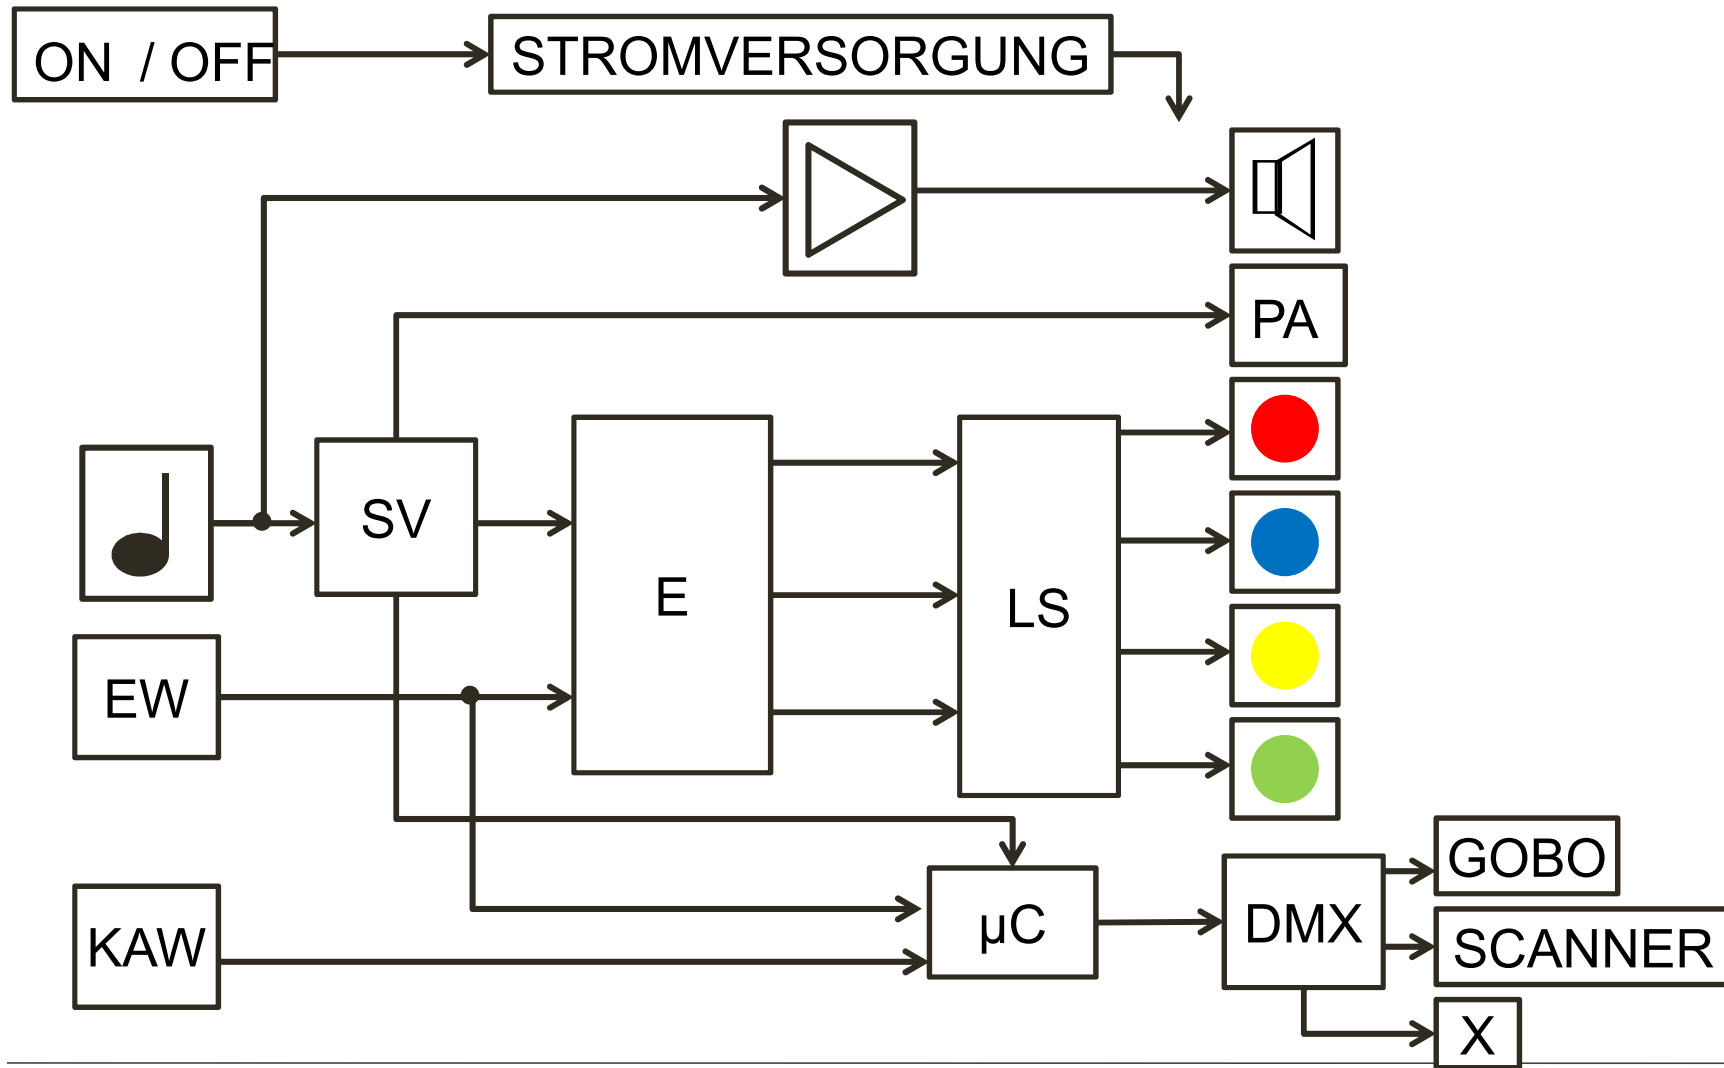 ON / OFF
STROMVERSORGUNG
PA
SV
E
LS
EW
GOBO
µC
DMX
KAW
SCANNER
X